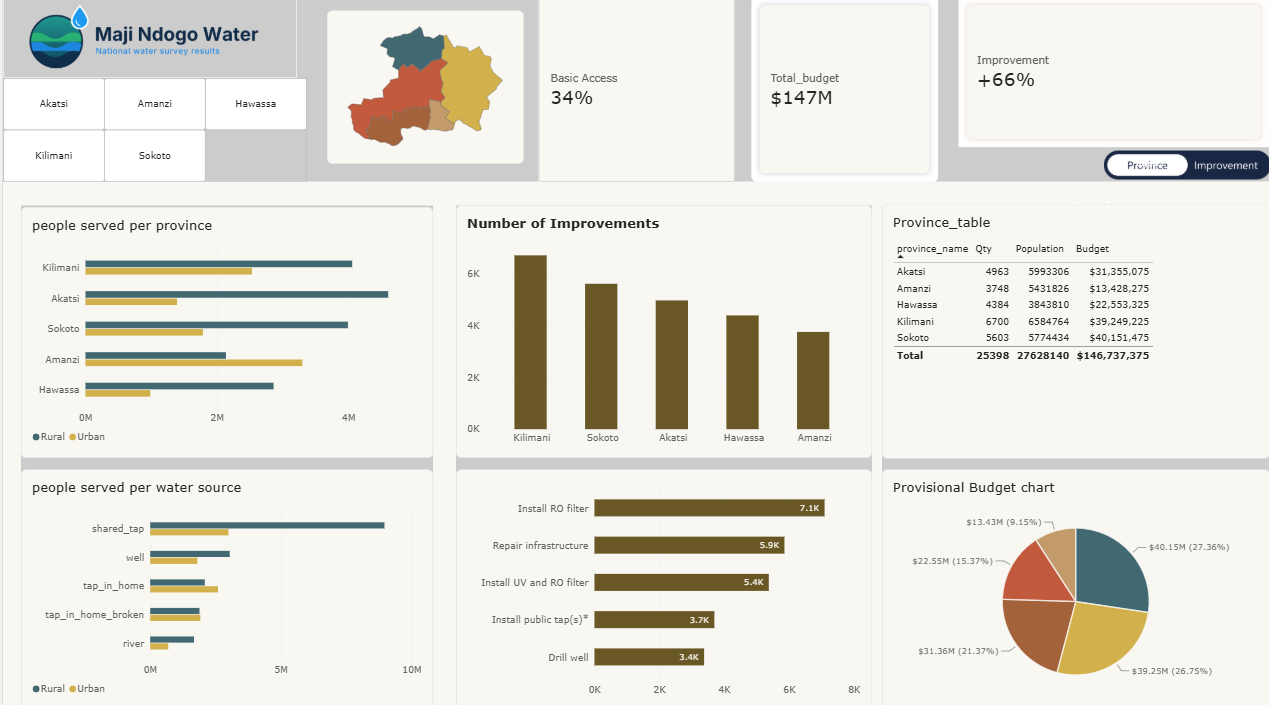 Maji Ndogo Water
National water survey results
Akatsi
Amanzi
Hawassa
Kilimani
Sokoto
Basic Access
34%
Total_budget
$147M
Improvement
+66%
Province
Improvement
people served per province
Kilimani
Akatsi
Sokoto
Amanzi
Hawassa
0M 2M 4M
Rural Urban
Number of Improvements
6K
4K
2K
0K
Kilimani Sokoto Akatsi Hawassa Amanzi
Province_table
province_name Qty Population Budget
Akatsi 4963 5993306 $31,355,075
Amanzi 3748 5431826 $13,428,275
Hawassa 4384 3843810 $22,553,325
Kilimani 6700 6584764 $39,249,225
Sokoto 5603 5774434 $40,151,475
Total 25398 27628140 $146,737,375
people served per water source
shared_tap
well
tap_in_home
tap_in_home_broken
river
0M 5M 10M
Rural Urban
Install RO filter 7.1K
Repair infrastructure 5.9K
Install UV and RO filter 5.4K
Install public tap(s)* 3.7K
Drill well 3.4K
0K 2K 4K 6K 8K
Provisional Budget chart
$13.43M (9.15%)
$40.15M (27.36%)
$22.55M (15.37%)
$31.36M (21.37%)
$39.25M (26.75%)